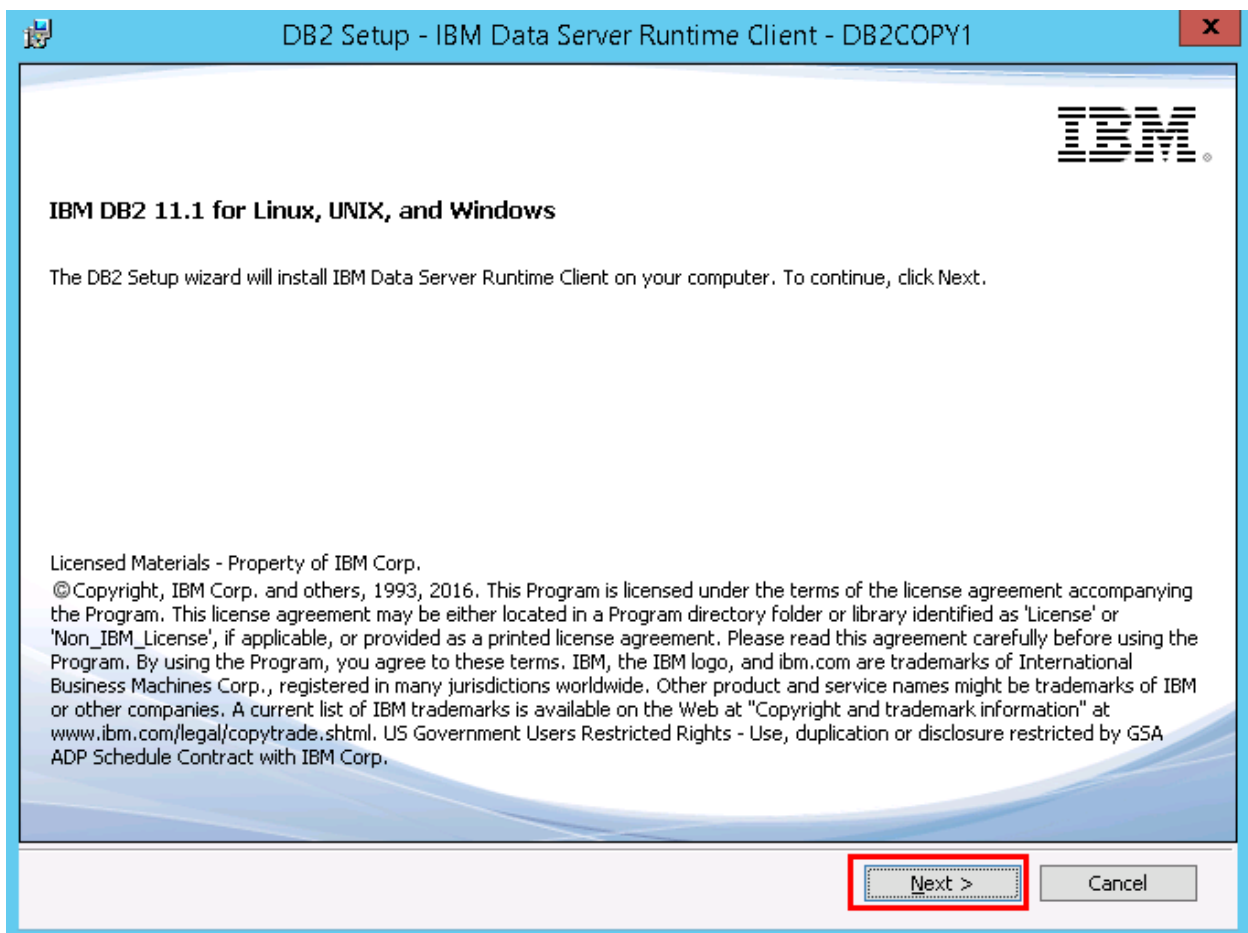 DB2 Setup - IBM Data Server Runtime Client - DB2COPY1
x
IBM
IBM DB2 11.1 for Linux, UNIX, and Windows
The DB2 Setup wizard will install IBM Data Server Runtime Client on your computer. To continue, click Next.
Licensed Materials - Property of IBM Corp.
©Copyright, IBM Corp. and others, 1993, 2016. This Program is licensed under the terms of the license agreement accompanying
the Program. This license agreement may be either located in a Program directory folder or library identified as 'License' or
'Non_IBM_License', if applicable, or provided as a printed license agreement. Please read this agreement carefully before using the
Program. By using the Program, you agree to these terms. IBM, the IBM logo, and ibm.com are trademarks of International
Business Machines Corp., registered in many jurisdictions worldwide. Other product and service names might be trademarks of IBM
or other companies. A current list of IBM trademarks is available on the Web at "Copyright and trademark information" at
www.ibm.com/legal/copytrade.shtml. US Government Users Restricted Rights - Use, duplication or disclosure restricted by GSA
ADP Schedule Contract with IBM Corp.
Next >
Cancel